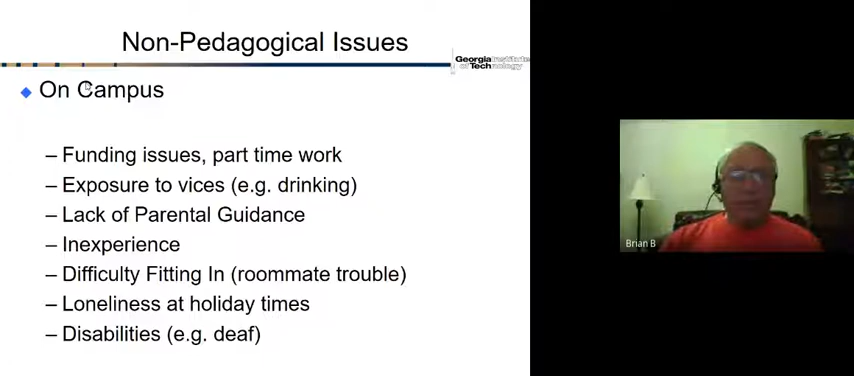 Non-Pedagogical Issues
Georgia Institute
of Technology
On Campus
– Funding issues, part time work
– Exposure to vices (e.g. drinking)
– Lack of Parental Guidance
– Inexperience
– Difficulty Fitting In (roommate trouble)
– Loneliness at holiday times
– Disabilities (e.g. deaf)
Brian B